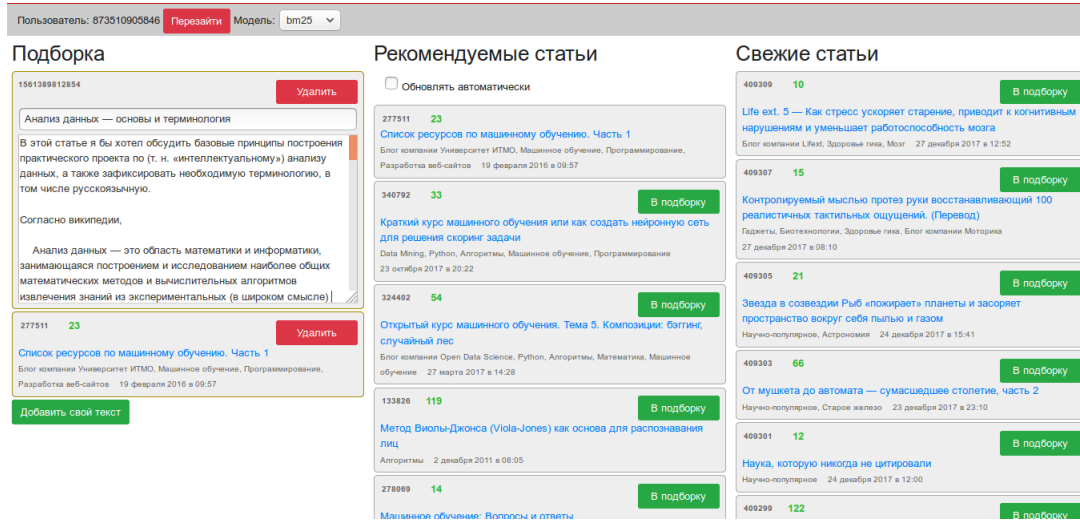 Пользователь: 873510905846 Перезайти Модель: bm25
Подборка
1561389812854
Удалить
Анализ данных — основы и терминология
В этой статье я бы хотел обсудить базовые принципы построения
практического проекта по (т. н. «интеллектуальному») анализу
данных, а также зафиксировать необходимую терминологию, в
том числе русскоязычную.
Согласно википедии,
Анализ данных — это область математики и информатики,
занимающаяся построением и исследованием наиболее общих
математических методов и вычислительных алгоритмов
извлечения знаний из экспериментальных (в широком смысле)
277511 23
Удалить
Список ресурсов по машинному обучению. Часть 1
Блог компании Университет ИТМО, Машинное обучение, Программирование,
Разработка веб-сайтов 19 февраля 2016 в 09:57
Добавить свой текст
Рекомендуемые статьи
Обновлять автоматически
277511 23
Список ресурсов по машинному обучению. Часть 1
Блог компании Университет ИТМО, Машинное обучение, Программирование,
Разработка веб-сайтов 19 февраля 2016 в 09:57
340792 33
В подборку
Краткий курс машинного обучения или как создать нейронную сеть
для решения скоринг задачи
Data Mining, Python, Алгоритмы, Машинное обучение, Программирование
23 октября 2017 в 20:22
324402 54
В подборку
Открытый курс машинного обучения. Тема 5. Композиции: бэггинг,
случайный лес
Блог компании Open Data Science, Python, Алгоритмы, Математика, Машинное
обучение 27 марта 2017 в 14:28
133826 119
В подборку
Метод Виолы-Джонса (Viola-Jones) как основа для распознавания
лиц
Алгоритмы 2 декабря 2011 в 08:05
278069 14
В подборку
Машинное обучение: Вопросы и ответы
Свежие статьи
409309 10
В подборку
Life ext. 5 — Как стресс ускоряет старение, приводит к когнитивным
нарушениям и уменьшает работоспособность мозга
Блог компании Lifext, Здоровье гика, Мозг 27 декабря 2017 в 12:52
409307 15
В подборку
Контролируемый мыслью протез руки восстанавливающий 100
реалистичных тактильных ощущений. (Перевод)
Гаджеты, Биотехнологии, Здоровье гика, Блог компании Моторика
27 декабря 2017 в 08:10
409305 21
В подборку
Звезда в созвездии Рыб «пожирает» планеты и засоряет
пространство вокруг себя пылью и газом
Научно-популярное, Астрономия 24 декабря 2017 в 15:41
409303 66
В подборку
От мушкета до автомата — сумасшедшее столетие, часть 2
Научно-популярное, Старое железо 23 декабря 2017 в 23:10
409301 12
В подборку
Наука, которую никогда не цитировали
Научно-популярное 24 декабря 2017 в 12:00
409299 122
В подборку